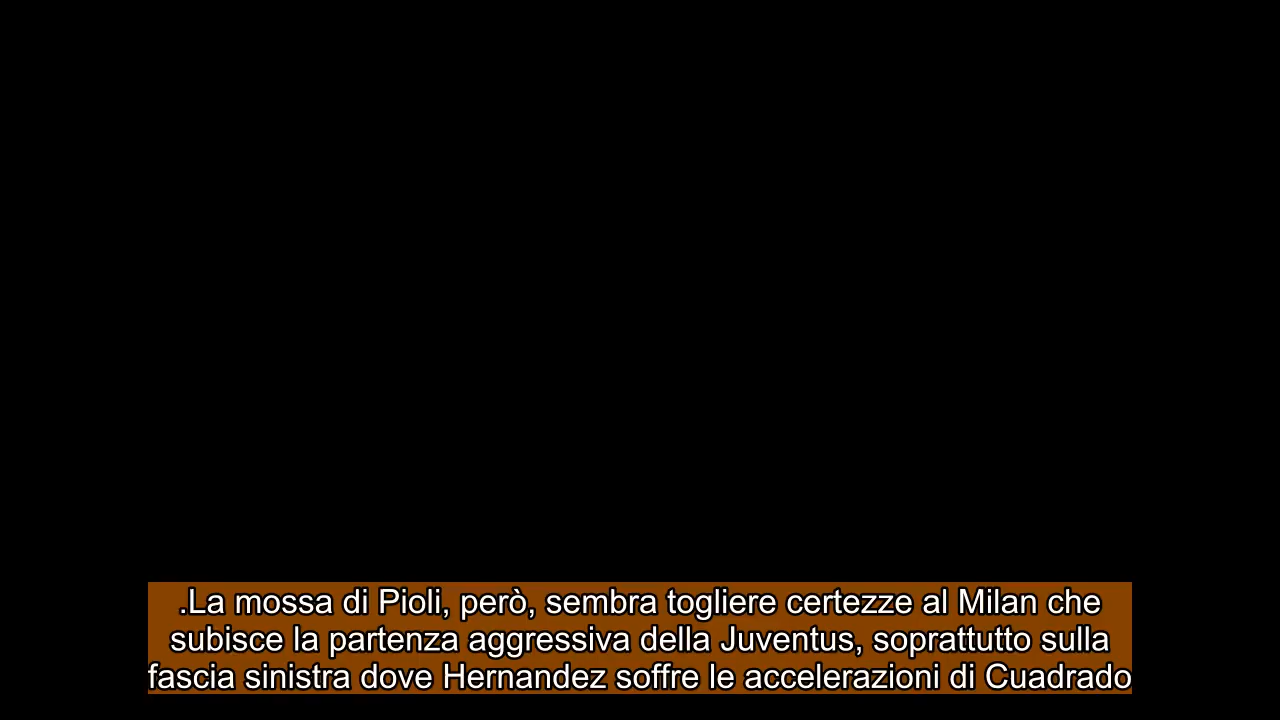 .La mossa di Pioli, però, sembra togliere certezze al Milan che
subisce la partenza aggressiva della Juventus, soprattutto sulla
fascia sinistra dove Hernandez soffre le accelerazioni di Cuadrado